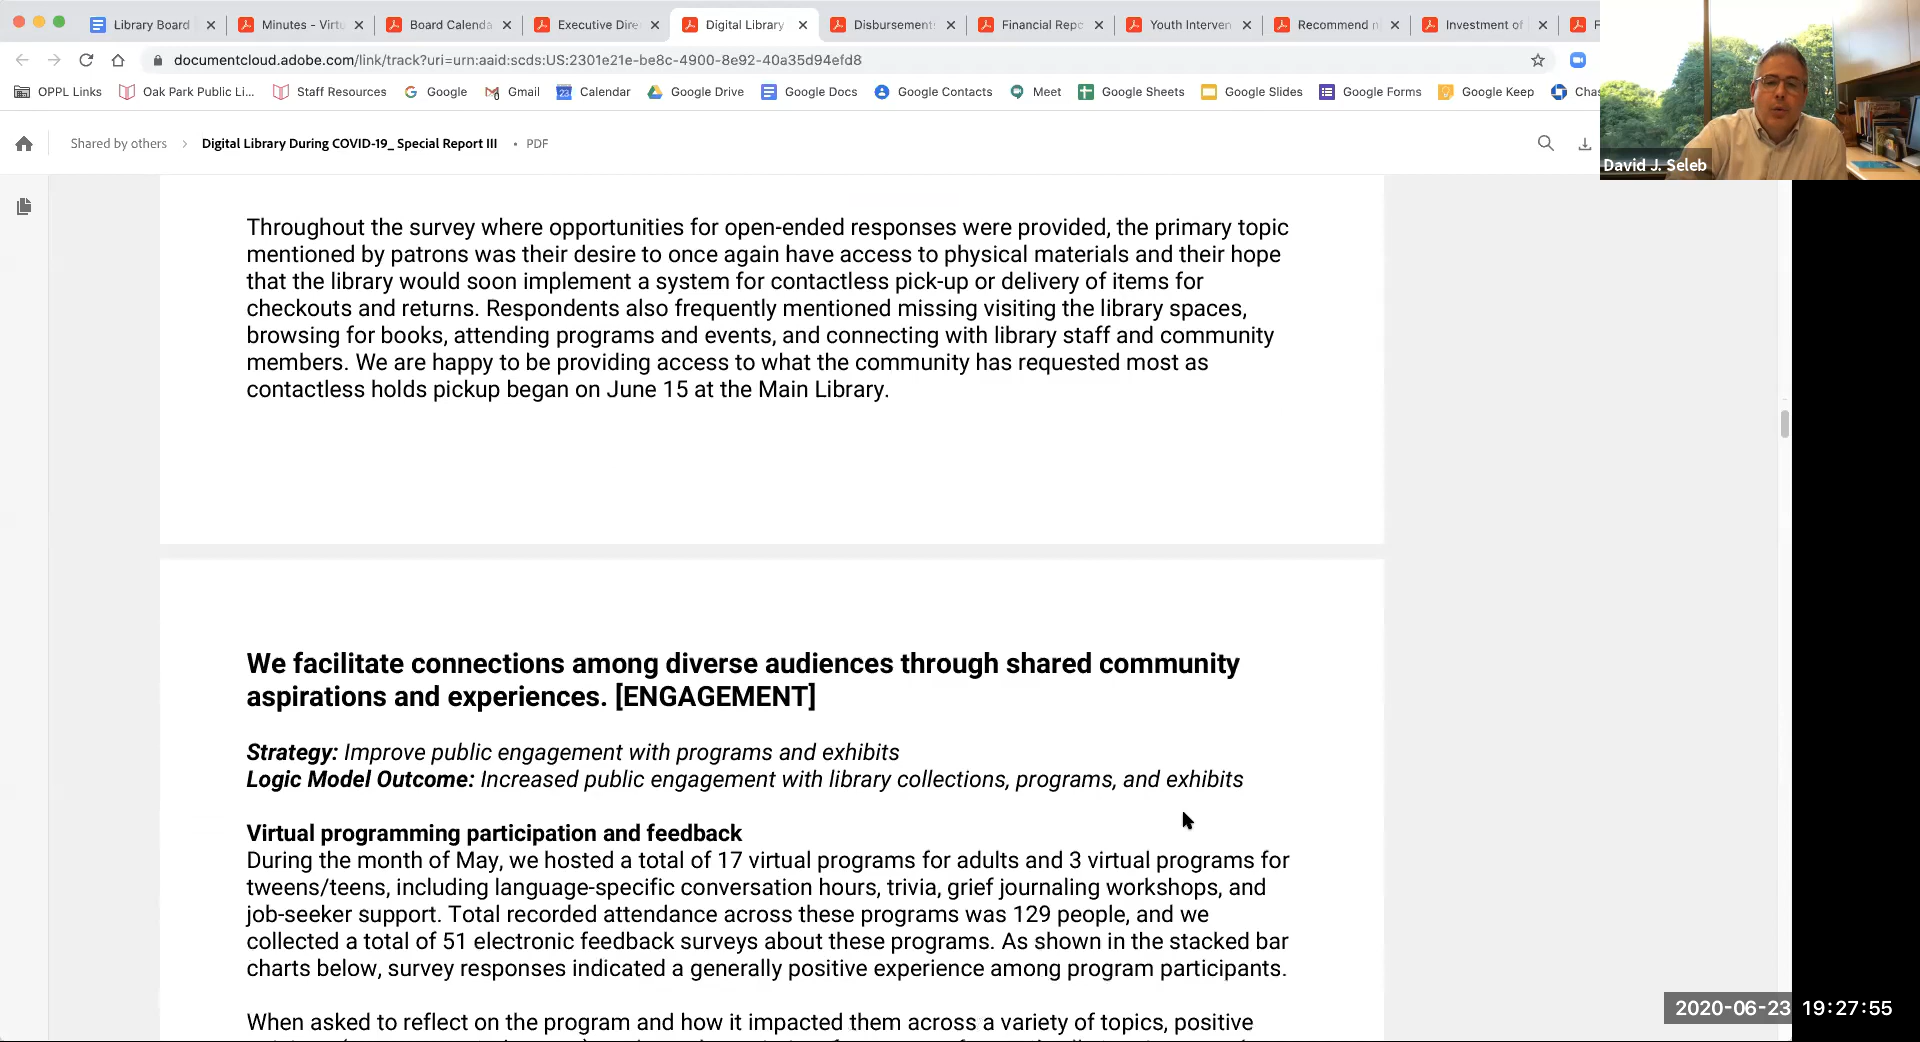 Library Board
Minutes - Virtu
Board Calenda
Executive Dire
Digital Library
Disbursement
Financial Repo
Youth Interven
Recommend n
Investment of
F
documentcloud.adobe.com/link/track?uri=urn:aaid:scds:US:2301e21e-be8c-4900-8e92-40a35d94efd8
OPPL Links Oak Park Public Li... Staff Resources Google Gmail Calendar Google Drive Google Docs Google Contacts Meet Google Sheets Google Slides Google Forms Google Keep Chas
Shared by others > Digital Library During COVID-19_ Special Report III • PDF
David J. Seleb
Throughout the survey where opportunities for open-ended responses were provided, the primary topic
mentioned by patrons was their desire to once again have access to physical materials and their hope
that the library would soon implement a system for contactless pick-up or delivery of items for
checkouts and returns. Respondents also frequently mentioned missing visiting the library spaces,
browsing for books, attending programs and events, and connecting with library staff and community
members. We are happy to be providing access to what the community has requested most as
contactless holds pickup began on June 15 at the Main Library.
We facilitate connections among diverse audiences through shared community
aspirations and experiences. [ENGAGEMENT]
Strategy: Improve public engagement with programs and exhibits
Logic Model Outcome: Increased public engagement with library collections, programs, and exhibits
Virtual programming participation and feedback
During the month of May, we hosted a total of 17 virtual programs for adults and 3 virtual programs for
tweens/teens, including language-specific conversation hours, trivia, grief journaling workshops, and
job-seeker support. Total recorded attendance across these programs was 129 people, and we
collected a total of 51 electronic feedback surveys about these programs. As shown in the stacked bar
charts below, survey responses indicated a generally positive experience among program participants.
When asked to reflect on the program and how it impacted them across a variety of topics, positive
2020-06-23 19:27:55